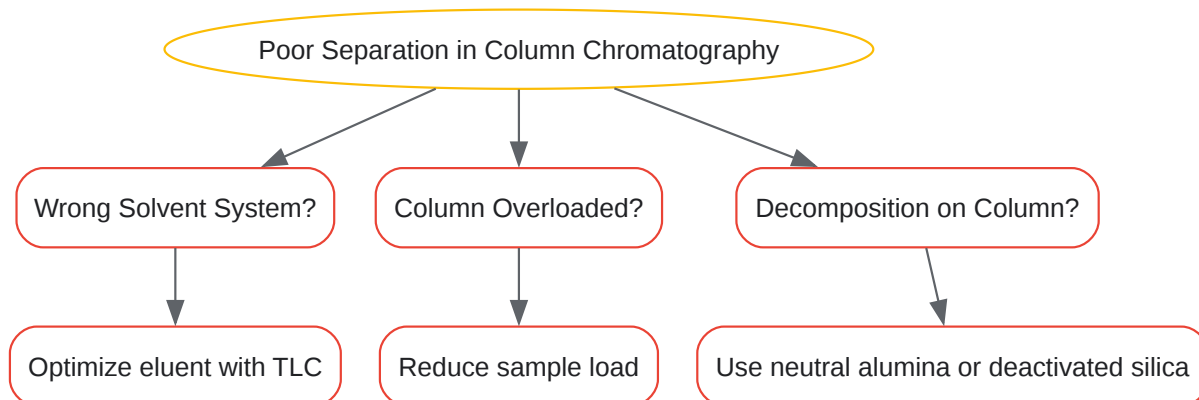 Poor Separation in Column Chromatography
Wrong Solvent System?
Column Overloaded?
Decomposition on Column?
Optimize eluent with TLC
Reduce sample load
Use neutral alumina or deactivated silica